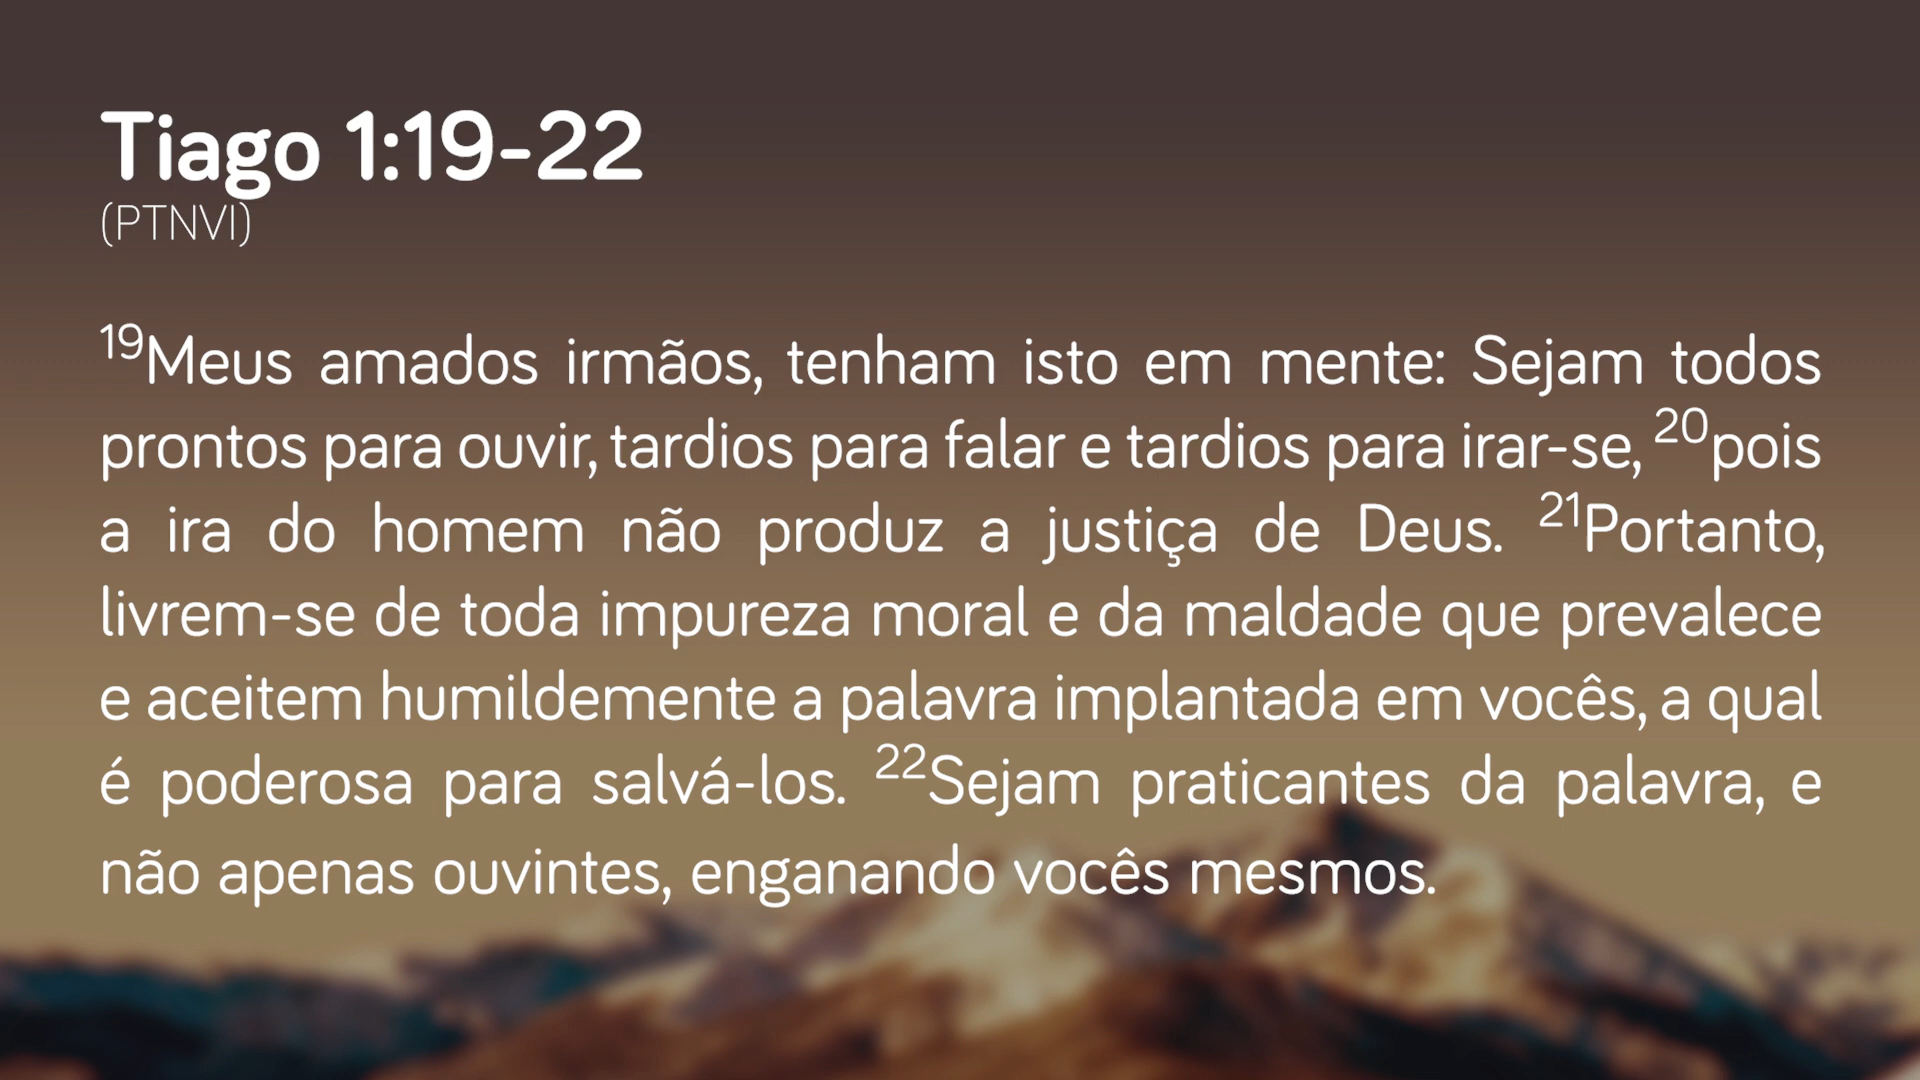 Tiago 1:19-22
(PTNVI)
19Meus amados irmãos, tenham isto em mente: Sejam todos
prontos para ouvir, tardios para falar e tardios para irar-se, 20pois
a ira do homem não produz a justiça de Deus. 21Portanto,
livrem-se de toda impureza moral e da maldade que prevalece
e aceitem humildemente a palavra implantada em vocês, a qual
é poderosa para salvá-los. 22Sejam praticantes da palavra, e
não apenas ouvintes, enganando vocês mesmos.